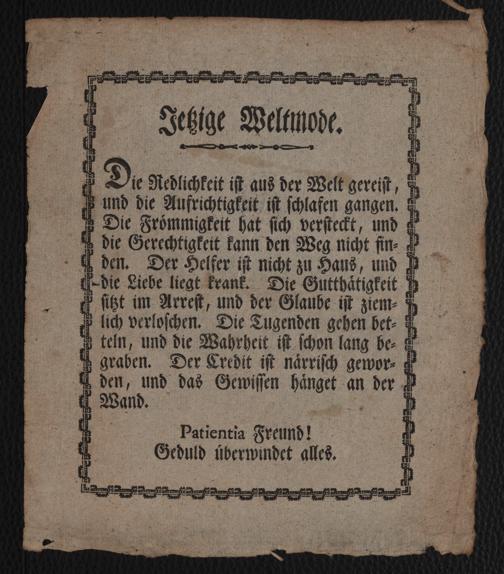 Jetzige Weltmode.
Die Redlichkeit ist aus der Welt gereist,
und die Aufrichtigkeit ist schlafen gangen.
Die Frömmigkeit hat sich versteckt, und
die Gerechtigkeit kann den Weg nicht fin-
den. Der Helfer ist nicht zu Haus, und
die Liebe liegt krank. Die Gutthätigkeit
sitzt im Arrest, und der Glaube ist ziem-
lich verloschen. Die Tugenden gehen bet-
teln, und die Wahrheit ist schon lang be-
graben. Der Credit ist närrisch gewor-
den, und das Gewissen hänget an der
Wand.
Patientia Freund!
Geduld überwindet alles.